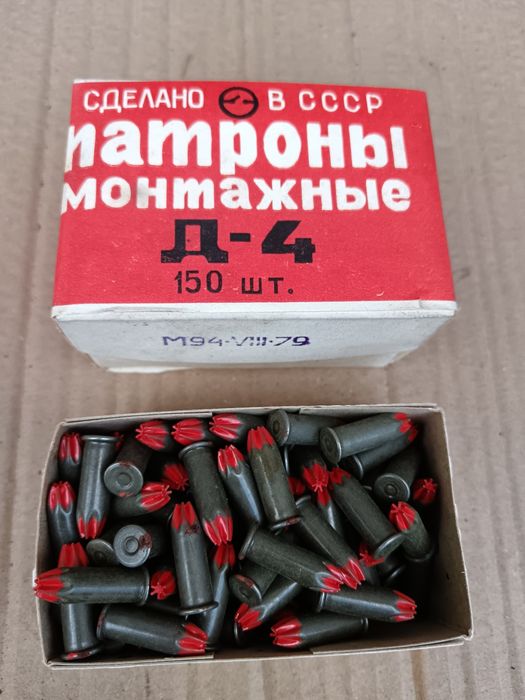 СДЕЛАНО В СССР
патроны
монтажные
Д-4
150 шт.
М94·VIII·79